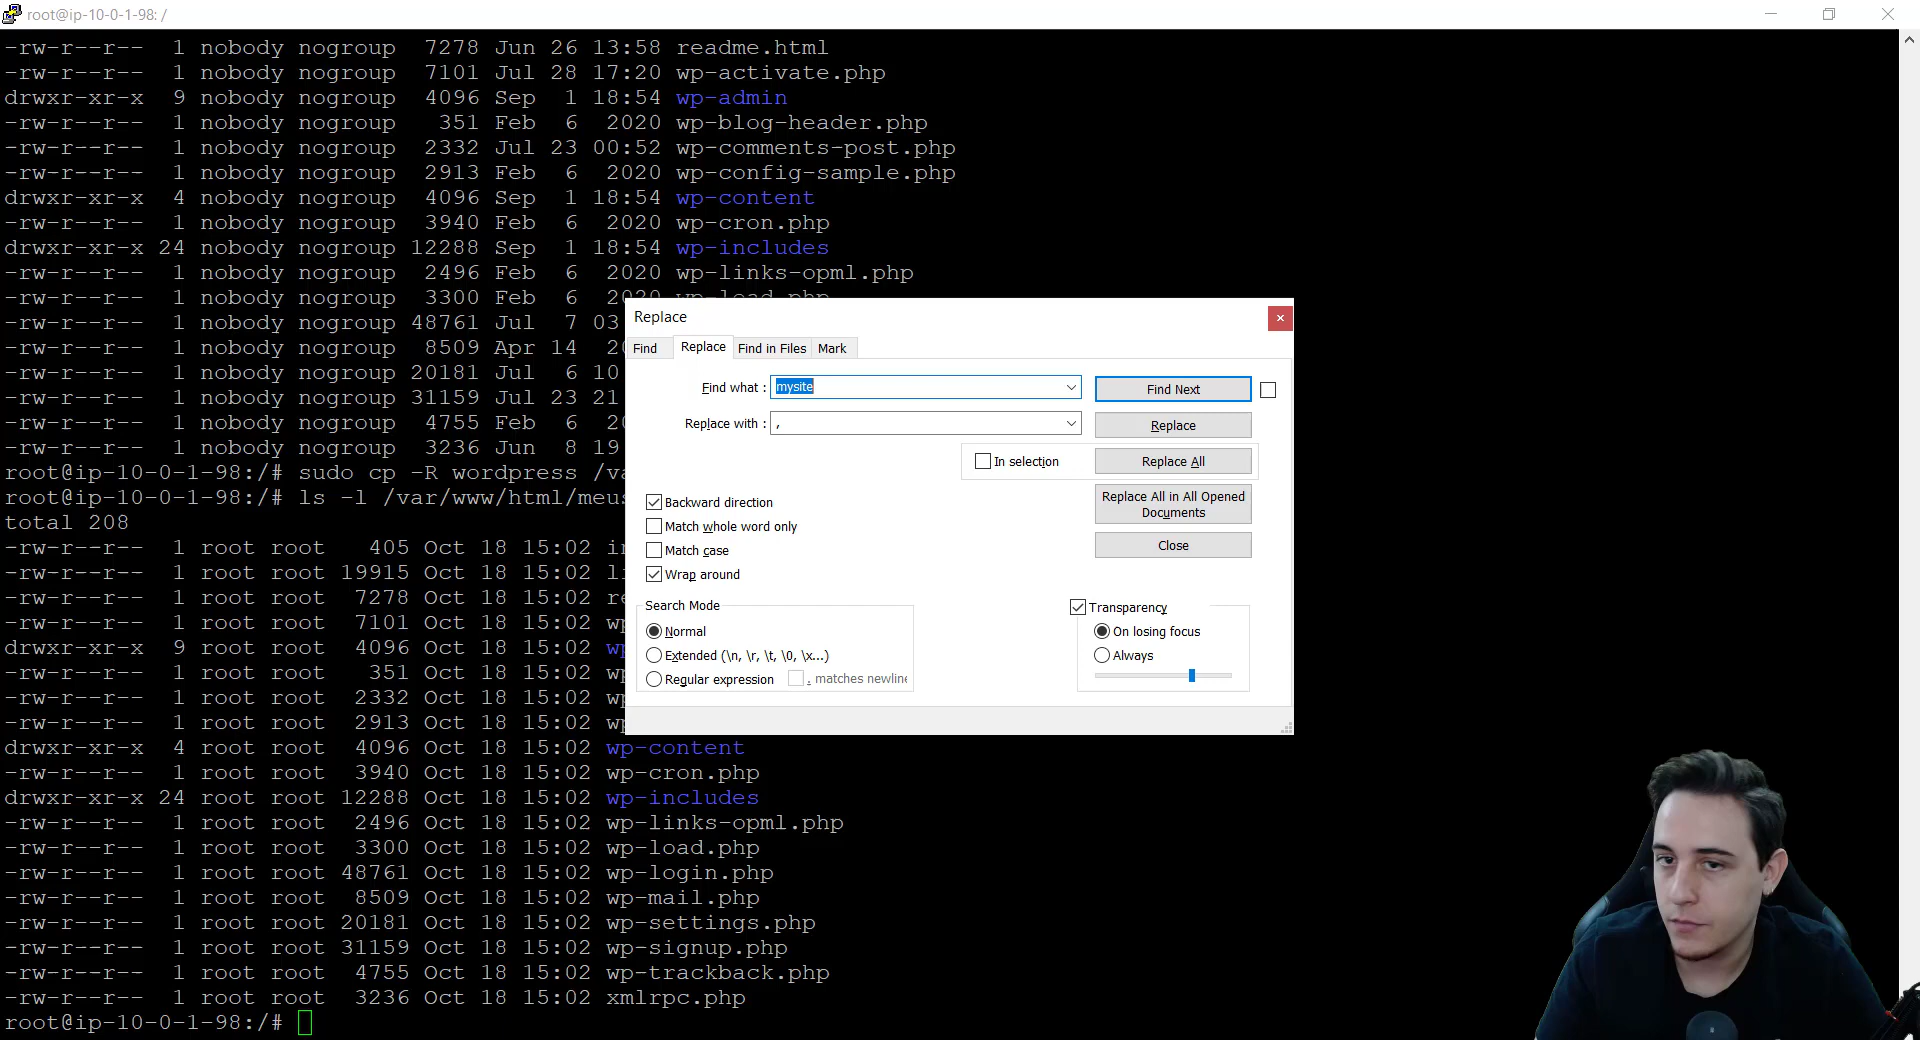 root@ip-10-0-1-98: /
-rw-r--r-- 1 nobody nogroup 7278 Jun 26 13:58 readme.html
-rw-r--r-- 1 nobody nogroup 7101 Jul 28 17:20 wp-activate.php
drwxr-xr-x 9 nobody nogroup 4096 Sep 1 18:54 wp-admin
-rw-r--r-- 1 nobody nogroup 351 Feb 6 2020 wp-blog-header.php
-rw-r--r-- 1 nobody nogroup 2332 Jul 23 00:52 wp-comments-post.php
-rw-r--r-- 1 nobody nogroup 2913 Feb 6 2020 wp-config-sample.php
drwxr-xr-x 4 nobody nogroup 4096 Sep 1 18:54 wp-content
-rw-r--r-- 1 nobody nogroup 3940 Feb 6 2020 wp-cron.php
drwxr-xr-x 24 nobody nogroup 12288 Sep 1 18:54 wp-includes
-rw-r--r-- 1 nobody nogroup 2496 Feb 6 2020 wp-links-opml.php
-rw-r--r-- 1 nobody nogroup 3300 Feb 6 2020 wp-load.php
-rw-r--r-- 1 nobody nogroup 48761 Jul 7 03
-rw-r--r-- 1 nobody nogroup 8509 Apr 14
-rw-r--r-- 1 nobody nogroup 20181 Jul 6 10
-rw-r--r-- 1 nobody nogroup 31159 Jul 23 21
-rw-r--r-- 1 nobody nogroup 4755 Feb 6
-rw-r--r-- 1 nobody nogroup 3236 Jun 8 19
root@ip-10-0-1-98:/# sudo cp -R wordpress /va
root@ip-10-0-1-98:/# ls -l /var/www/html/meus
total 208
-rw-r--r-- 1 root root 405 Oct 18 15:02
-rw-r--r-- 1 root root 19915 Oct 18 15:02
-rw-r--r-- 1 root root 7278 Oct 18 15:02
-rw-r--r-- 1 root root 7101 Oct 18 15:02
drwxr-xr-x 9 root root 4096 Oct 18 15:02
-rw-r--r-- 1 root root 351 Oct 18 15:02
-rw-r--r-- 1 root root 2332 Oct 18 15:02
-rw-r--r-- 1 root root 2913 Oct 18 15:02
drwxr-xr-x 4 root root 4096 Oct 18 15:02 wp-content
-rw-r--r-- 1 root root 3940 Oct 18 15:02 wp-cron.php
drwxr-xr-x 24 root root 12288 Oct 18 15:02 wp-includes
-rw-r--r-- 1 root root 2496 Oct 18 15:02 wp-links-opml.php
-rw-r--r-- 1 root root 3300 Oct 18 15:02 wp-load.php
-rw-r--r-- 1 root root 48761 Oct 18 15:02 wp-login.php
-rw-r--r-- 1 root root 8509 Oct 18 15:02 wp-mail.php
-rw-r--r-- 1 root root 20181 Oct 18 15:02 wp-settings.php
-rw-r--r-- 1 root root 31159 Oct 18 15:02 wp-signup.php
-rw-r--r-- 1 root root 4755 Oct 18 15:02 wp-trackback.php
-rw-r--r-- 1 root root 3236 Oct 18 15:02 xmlrpc.php
root@ip-10-0-1-98:/#
Replace
Find Replace Find in Files Mark
Find what : mysite Find Next
Replace with : , Replace
In selection Replace All
Replace All in All Opened
Documents
Close
Backward direction
Match whole word only
Match case
Wrap around
Search Mode
Normal
Extended (\n, \r, \t, \0, \x...)
Regular expression . matches newline
Transparency
On losing focus
Always